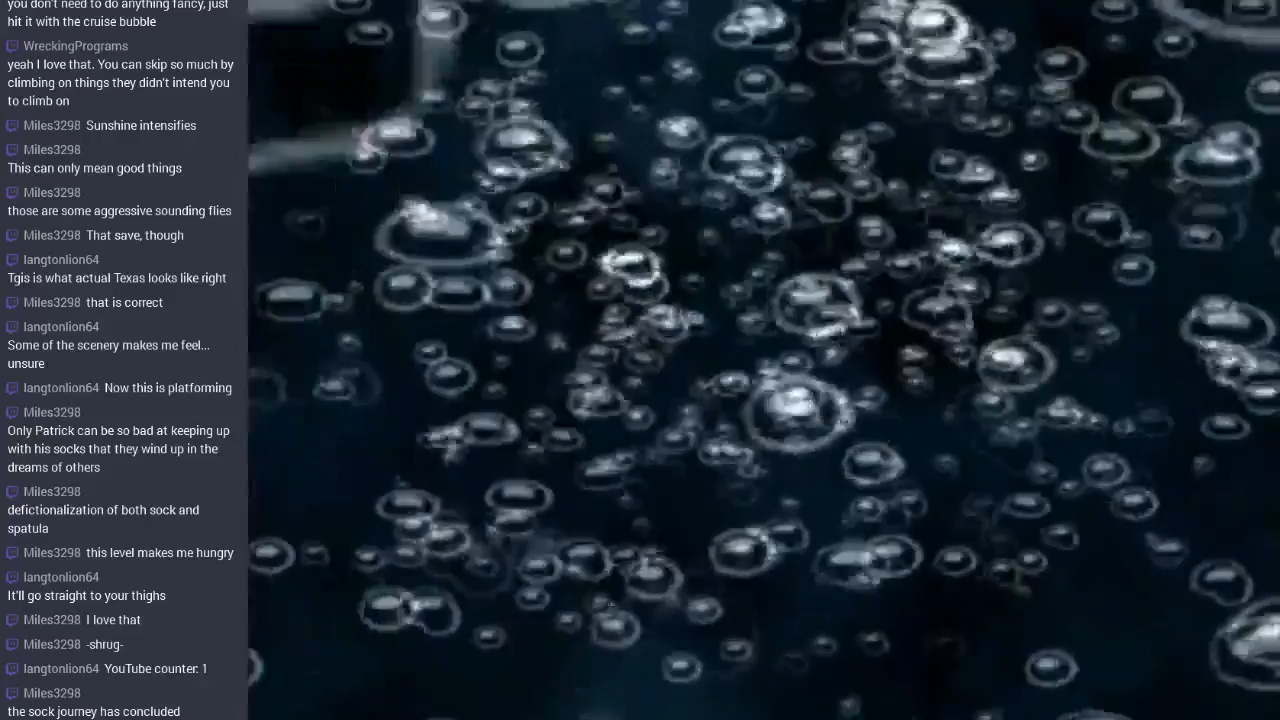 you don't need to do anything fancy, just
hit it with the cruise bubble
WreckingPrograms
yeah I love that. You can skip so much by
climbing on things they didn't intend you
to climb on
Miles3298 Sunshine intensifies
Miles3298
This can only mean good things
Miles3298
those are some aggressive sounding flies
Miles3298 That save, though
langtonlion64
Tgis is what actual Texas looks like right
Miles3298 that is correct
langtonlion64
Some of the scenery makes me feel...
unsure
langtonlion64 Now this is platforming
Miles3298
Only Patrick can be so bad at keeping up
with his socks that they wind up in the
dreams of others
Miles3298
defictionalization of both sock and
spatula
Miles3298 this level makes me hungry
langtonlion64
It'll go straight to your thighs
Miles3298 I love that
Miles3298 -shrug-
langtonlion64 YouTube counter: 1
Miles3298
the sock journey has concluded